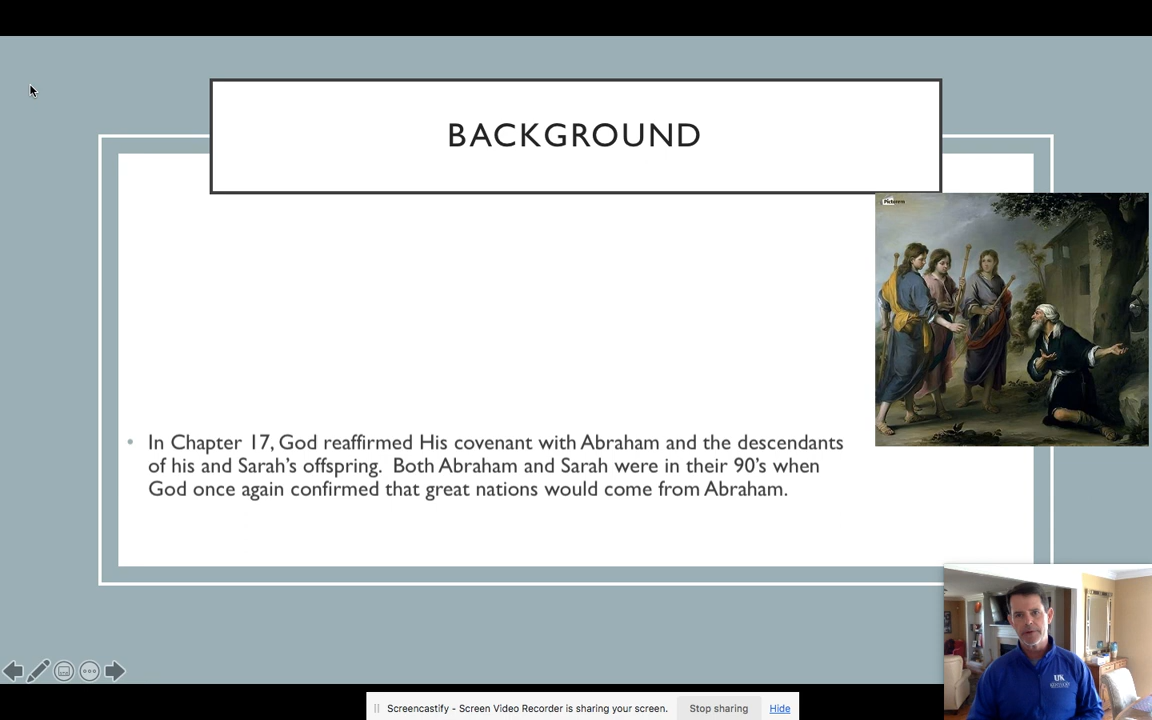 BACKGROUND
Pictorem
• In Chapter 17, God reaffirmed His covenant with Abraham and the descendants
of his and Sarah’s offspring.  Both Abraham and Sarah were in their 90’s when
God once again confirmed that great nations would come from Abraham.
UK
Screencastify - Screen Video Recorder is sharing your screen.
Stop sharing
Hide